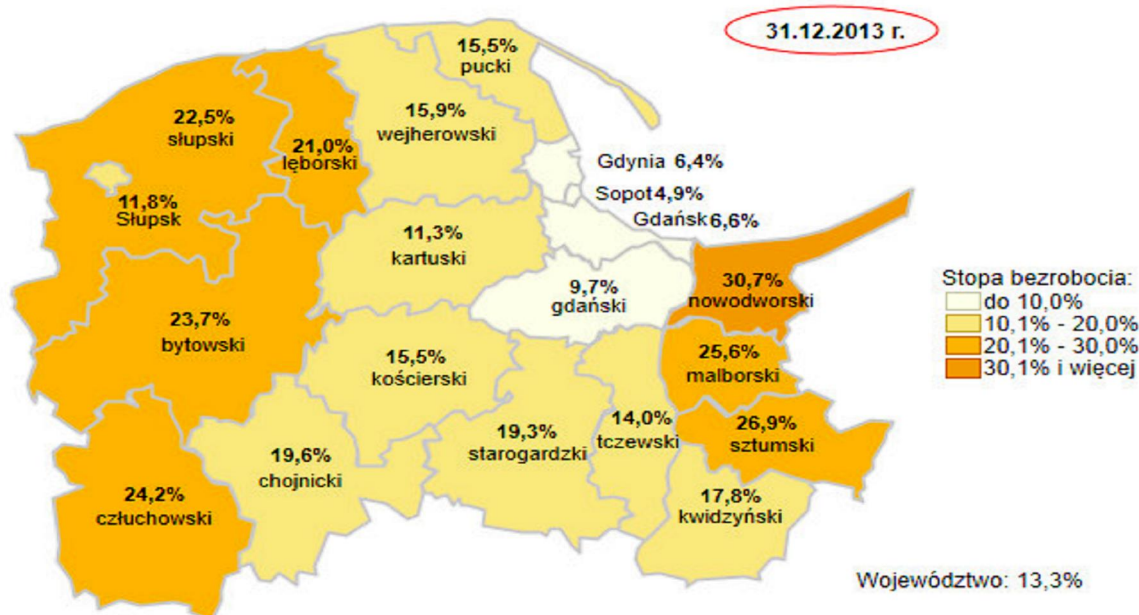 31.12.2013 r.
15,5%
pucki
22,5%
słupski
21,0%
lęborski
15,9%
wejherowski
Gdynia 6,4%
Sopot 4,9%
Gdańsk 6,6%
11,8%
Słupsk
11,3%
kartuski
9,7%
gdański
30,7%
nowodworski
23,7%
bytowski
15,5%
kościerski
25,6%
malborski
19,6%
chojnicki
19,3%
starogardzki
14,0%
tczewski
26,9%
sztumski
24,2%
człuchowski
17,8%
kwidzyński
Stopa bezrobocia:
do 10,0%
10,1% - 20,0%
20,1% - 30,0%
30,1% i więcej
Województwo: 13,3%